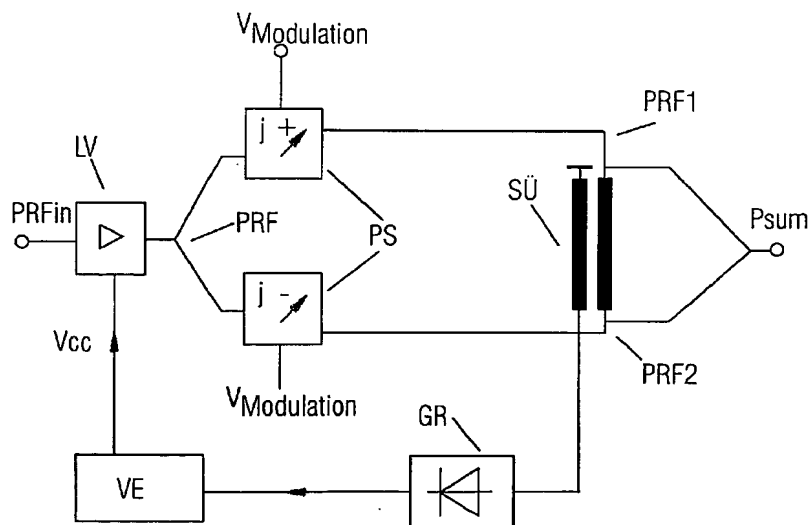 VModulation
j +
PRF1
LV
PRFin
PRF
PS
SÜ
Psum
j -
Vcc
PRF2
VModulation
GR
VE